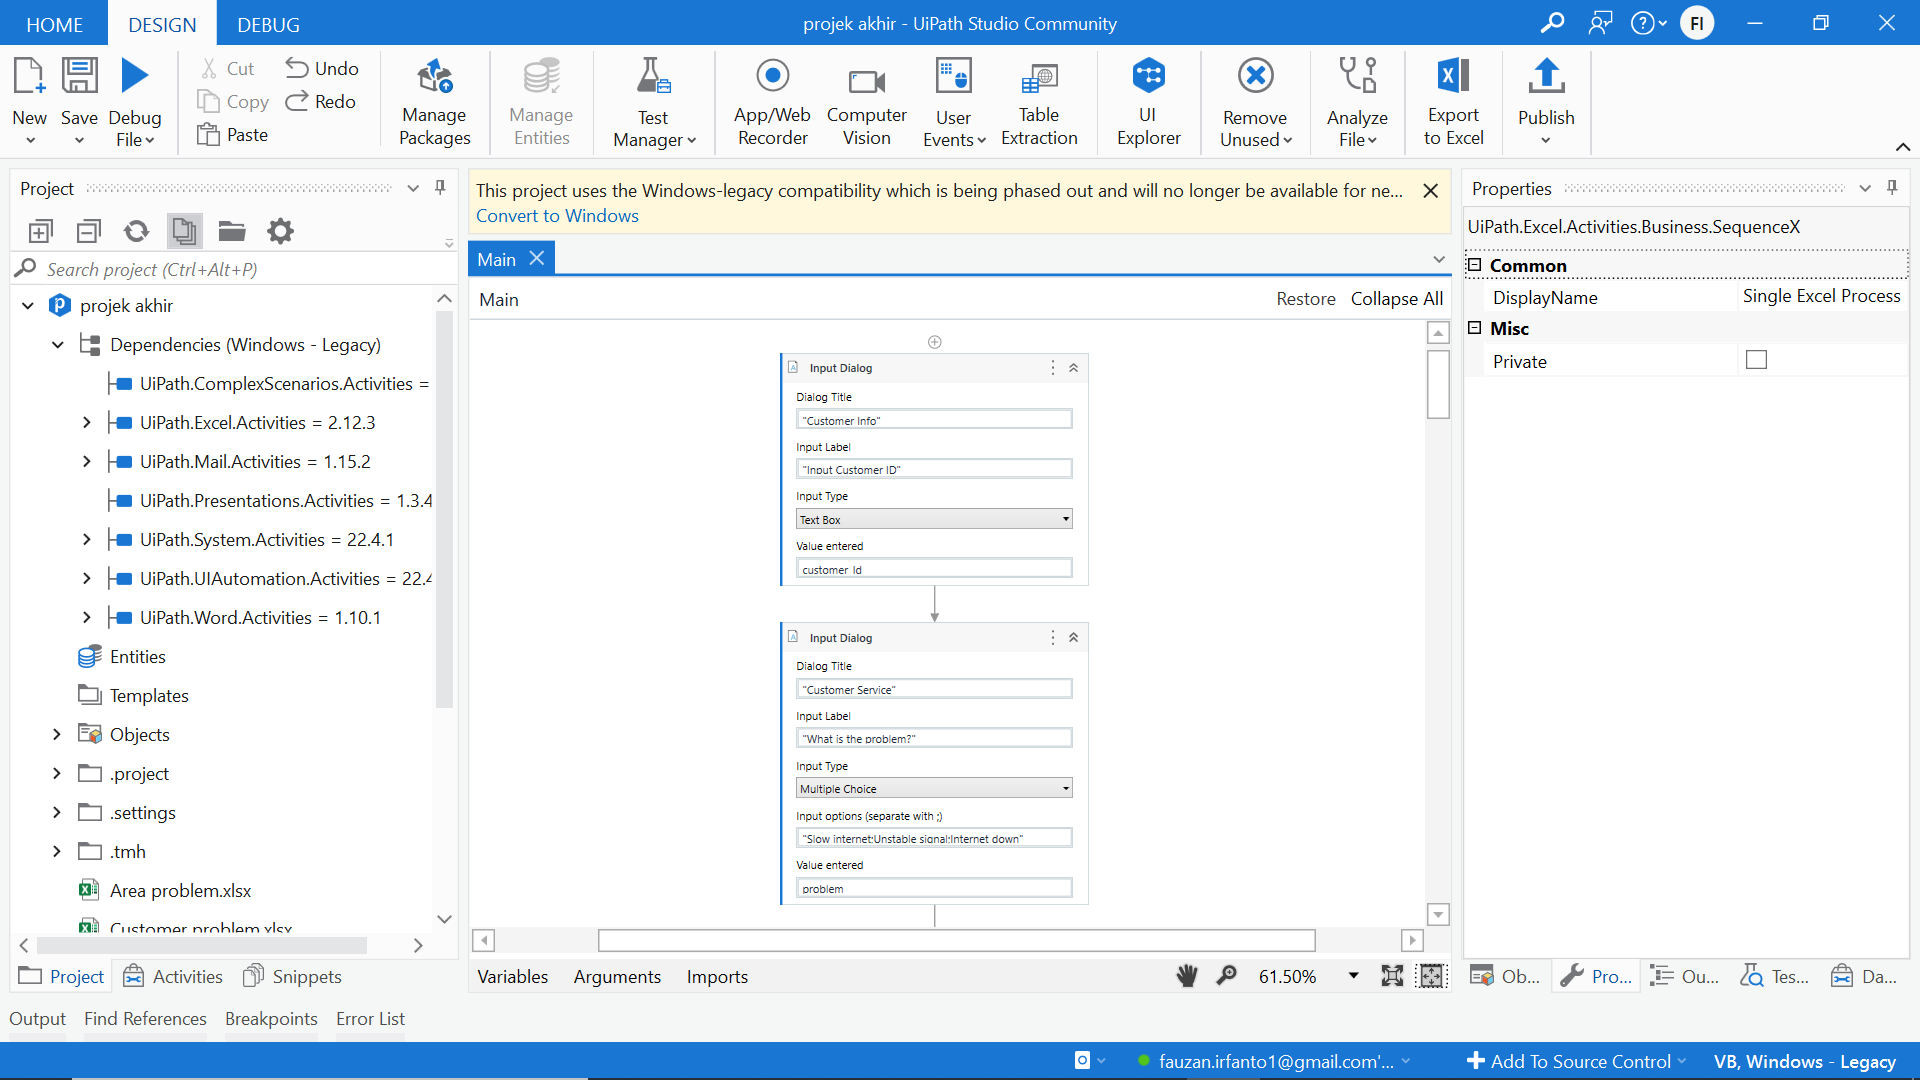 HOME
DESIGN
DEBUG
projek akhir - UiPath Studio Community
FI
New
Save
Debug File
Cut
Copy
Paste
Undo
Redo
Manage Packages
Manage Entities
Test Manager
App/Web Recorder
Computer Vision
User Events
Table Extraction
UI Explorer
Remove Unused
Analyze File
Export to Excel
Publish
Project
Search project (Ctrl+Alt+P)
projek akhir
Dependencies (Windows - Legacy)
UiPath.ComplexScenarios.Activities =
UiPath.Excel.Activities = 2.12.3
UiPath.Mail.Activities = 1.15.2
UiPath.Presentations.Activities = 1.3.4
UiPath.System.Activities = 22.4.1
UiPath.UIAutomation.Activities = 22.4
UiPath.Word.Activities = 1.10.1
Entities
Templates
Objects
.project
.settings
.tmh
Area problem.xlsx
Customer problem.xlsx
Project
Activities
Snippets
This project uses the Windows-legacy compatibility which is being phased out and will no longer be available for ne...
Convert to Windows
Main
Main
Restore
Collapse All
Input Dialog
Dialog Title
"Customer Info"
Input Label
"Input Customer ID"
Input Type
Text Box
Value entered
customer_Id
Input Dialog
Dialog Title
"Customer Service"
Input Label
"What is the problem?"
Input Type
Multiple Choice
Input options (separate with ;)
"Slow internet;Unstable signal;Internet down"
Value entered
problem
Variables
Arguments
Imports
61.50%
Properties
UiPath.Excel.Activities.Business.SequenceX
Common
DisplayName
Single Excel Process
Misc
Private
Ob...
Pro...
Ou...
Tes...
Da...
Output
Find References
Breakpoints
Error List
fauzan.irfanto1@gmail.com'...
Add To Source Control
VB, Windows - Legacy